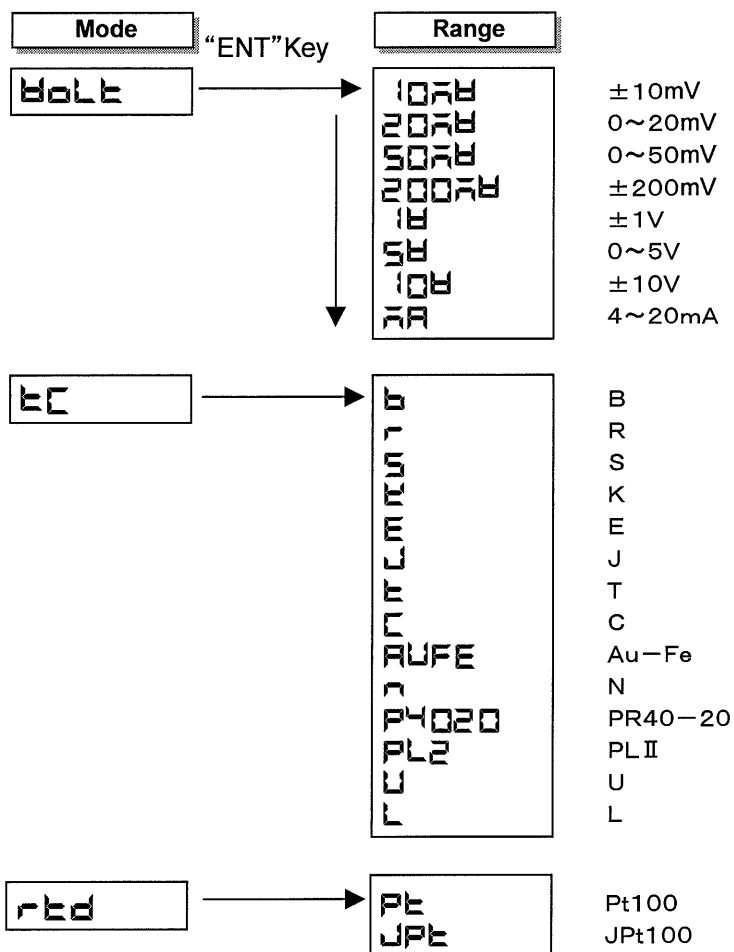 Mode "ENT"Key Range
VoLt 10mV ±10mV
20mV 0~20mV
50mV 0~50mV
200mV ±200mV
1V ±1V
5V 0~5V
10V ±10V
mA 4~20mA
tC b B
r R
S S
K K
E E
J J
t T
C C
AUFE Au−Fe
n N
P4020 PR40−20
PL2 PLⅡ
U U
L L
rtd Pt Pt100
JPt JPt100